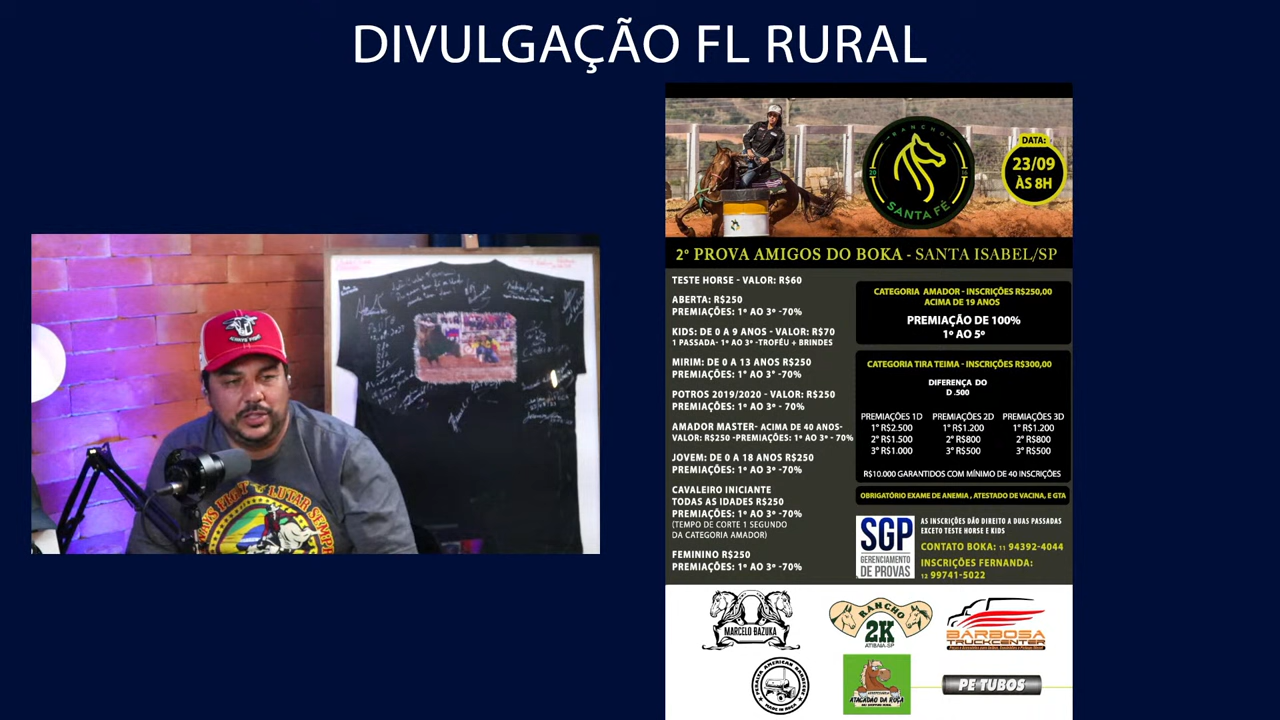 DIVULGAÇÃO FL RURAL
RANCHO
20 16
SANTA FÉ
DATA:
23/09
ÀS 8H
2º PROVA AMIGOS DO BOKA - SANTA ISABEL/SP
TESTE HORSE - VALOR: R$60
ABERTA: R$250
PREMIAÇÕES: 1º AO 3º -70%
KIDS: DE 0 A 9 ANOS - VALOR: R$70
1 PASSADA- 1º AO 3º -TROFÉU + BRINDES
MIRIM: DE 0 A 13 ANOS R$250
PREMIAÇÕES: 1º AO 3º -70%
POTROS 2019/2020 - VALOR: R$250
PREMIAÇÕES: 1º AO 3º - 70%
AMADOR MASTER- ACIMA DE 40 ANOS-
VALOR: R$250 -PREMIAÇÕES: 1º AO 3º - 70%
JOVEM: DE 0 A 18 ANOS R$250
PREMIAÇÕES: 1º AO 3º -70%
CAVALEIRO INICIANTE
TODAS AS IDADES R$250
PREMIAÇÕES: 1º AO 3º -70%
(TEMPO DE CORTE 1 SEGUNDO
DA CATEGORIA AMADOR)
FEMININO R$250
PREMIAÇÕES: 1º AO 3º -70%
CATEGORIA AMADOR - INSCRIÇÕES R$250,00
ACIMA DE 19 ANOS
PREMIAÇÃO DE 100%
1º AO 5º
CATEGORIA TIRA TEIMA - INSCRIÇÕES R$300,00
DIFERENÇA DO
D .500
PREMIAÇÕES 1D PREMIAÇÕES 2D PREMIAÇÕES 3D
1º R$2.500 1º R$1.200 1º R$1.200
2º R$1.500 2º R$800 2º R$800
3º R$1.000 3º R$500 3º R$500
R$10.000 GARANTIDOS COM MÍNIMO DE 40 INSCRIÇÕES
OBRIGATÓRIO EXAME DE ANEMIA , ATESTADO DE VACINA, E GTA
SGP
GERENCIAMENTO
DE PROVAS
AS INSCRIÇÕES DÃO DIREITO A DUAS PASSADAS
EXCETO TESTE HORSE E KIDS
CONTATO BOKA: 11 94392-4044
INSCRIÇÕES FERNANDA:
12 99741-5022
MARCELO BAZUKA
RANCHO
2K
ATIBAIA-SP
BARBOSA
TRUCKCENTER
ATACADÃO DA ROÇA
PE TUBOS
LUTAR SEMPRE